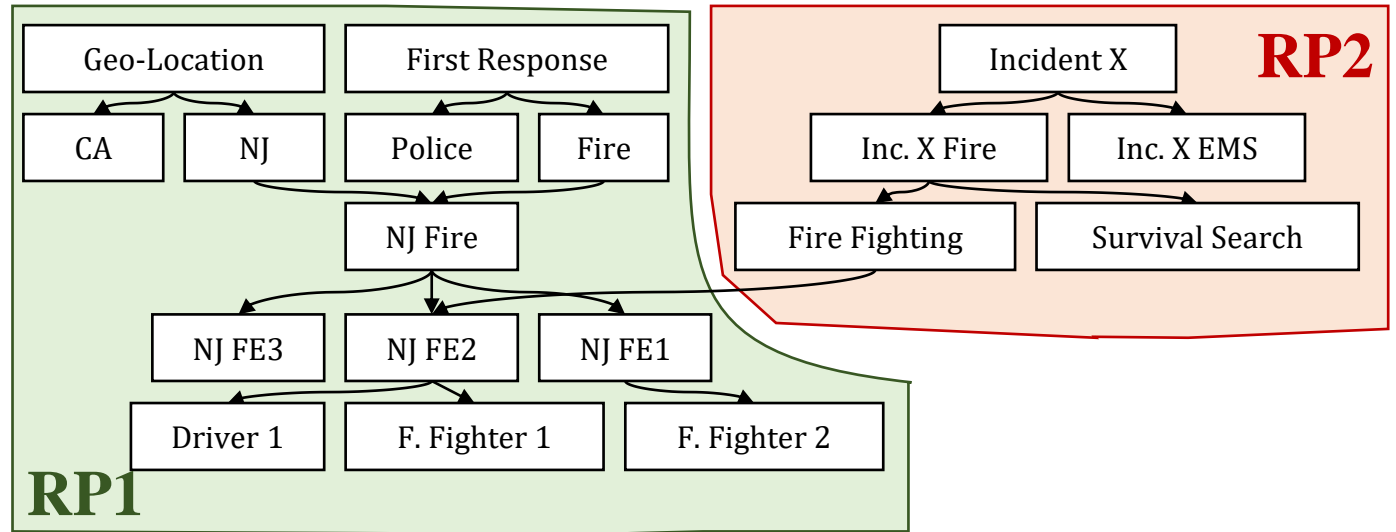 Geo-Location
First Response
Incident X
RP2
CA
NJ
Police
Fire
Inc. X Fire
Inc. X EMS
NJ Fire
Fire Fighting
Survival Search
NJ FE3
NJ FE2
NJ FE1
Driver 1
F. Fighter 1
F. Fighter 2
RP1